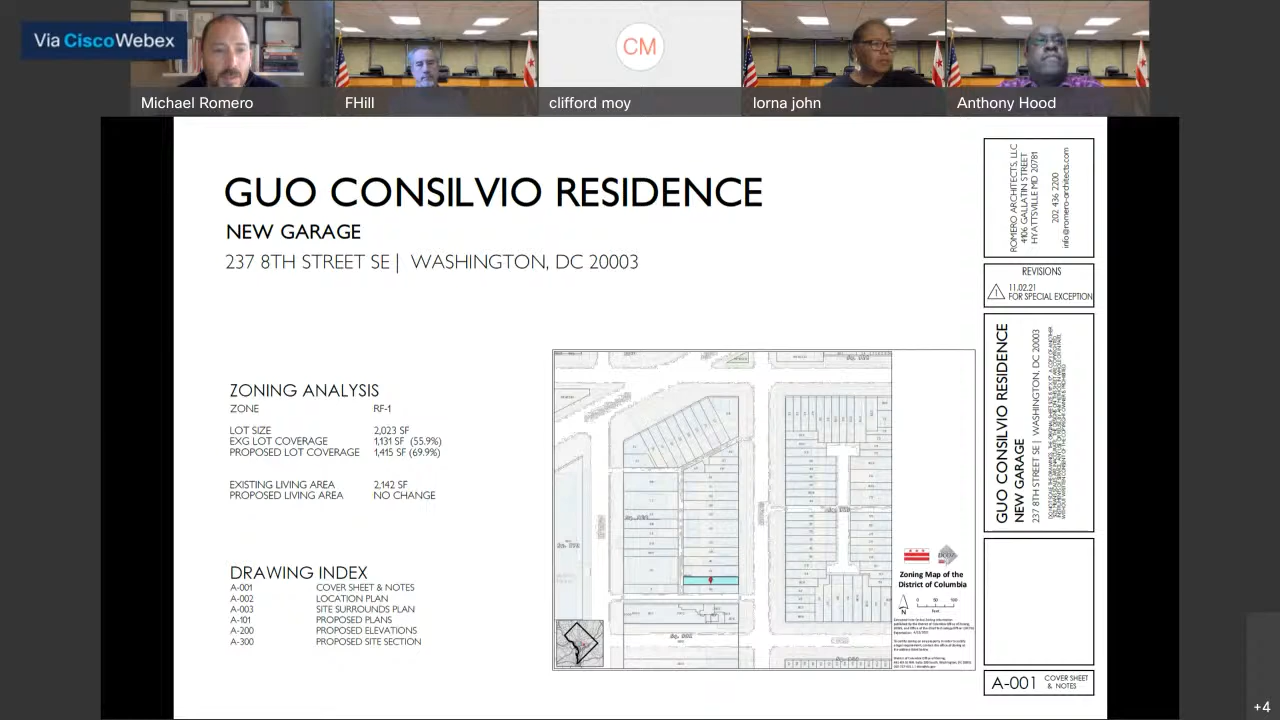 Via Cisco Webex
Michael Romero
FHill
CM
clifford moy
lorna john
Anthony Hood
GUO CONSILVIO RESIDENCE
NEW GARAGE
237 8TH STREET SE | WASHINGTON, DC 20003
ZONING ANALYSIS
ZONE RF-1
LOT SIZE 2,023 SF
EXG LOT COVERAGE 1,131 SF (55.9%)
PROPOSED LOT COVERAGE 1,415 SF (69.9%)
EXISTING LIVING AREA 2,142 SF
PROPOSED LIVING AREA NO CHANGE
DRAWING INDEX
A-001 COVER SHEET & NOTES
A-002 LOCATION PLAN
A-003 SITE SURROUNDS PLAN
A-101 PROPOSED PLANS
A-200 PROPOSED ELEVATIONS
A-300 PROPOSED SITE SECTION
Zoning Map of the
District of Columbia
N
0 50 100
Feet
ROMERO ARCHITECTS, LLC
4106 GALLATIN STREET
HYATTSVILLE MD 20781
202 436 2200
info@romero-architects.com
REVISIONS
11.02.21
FOR SPECIAL EXCEPTION
GUO CONSILVIO RESIDENCE
NEW GARAGE
237 8TH STREET SE | WASHINGTON, DC 20003
A-001 COVER SHEET
& NOTES
+4